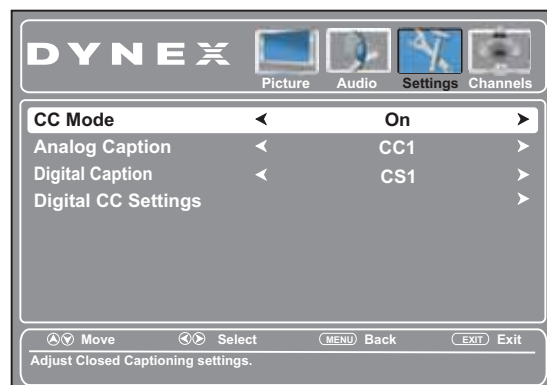 DYNEX
Picture Audio Settings Channels
CC Mode On
Analog Caption CC1
Digital Caption CS1
Digital CC Settings
Move Select MENU Back EXIT Exit
Adjust Closed Captioning settings.